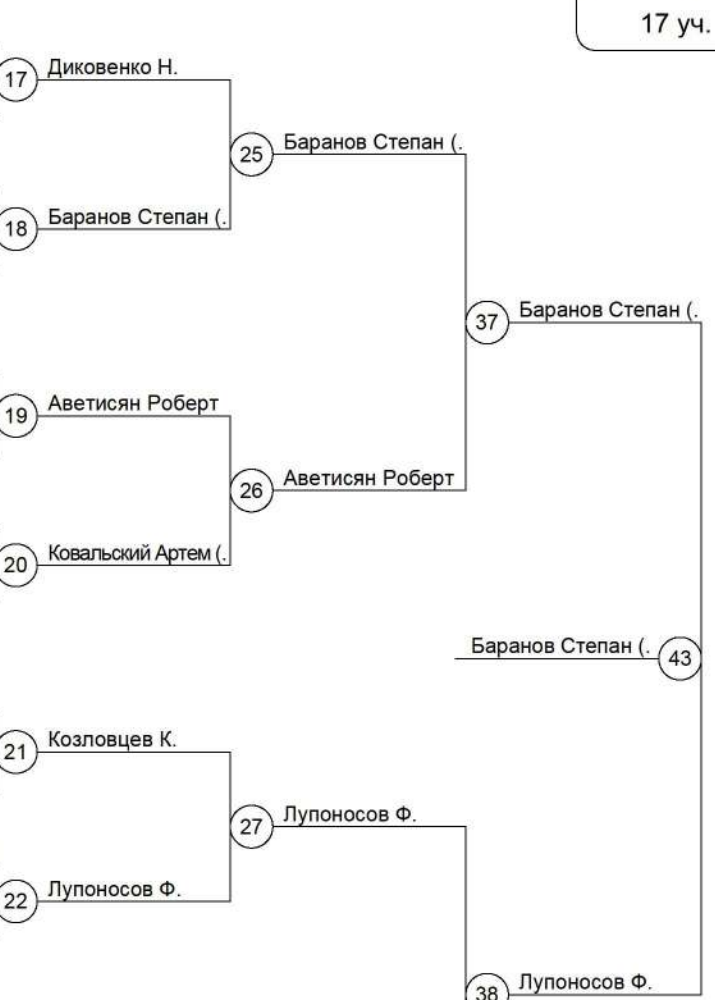 17 уч.
17 Диковенко Н.
25 Баранов Степан (.
18 Баранов Степан (.
37 Баранов Степан (.
19 Аветисян Роберт
26 Аветисян Роберт
20 Ковальский Артем (.
Баранов Степан (. 43
21 Козловцев К.
27 Лупоносов Ф.
22 Лупоносов Ф.
38 Лупоносов Ф.